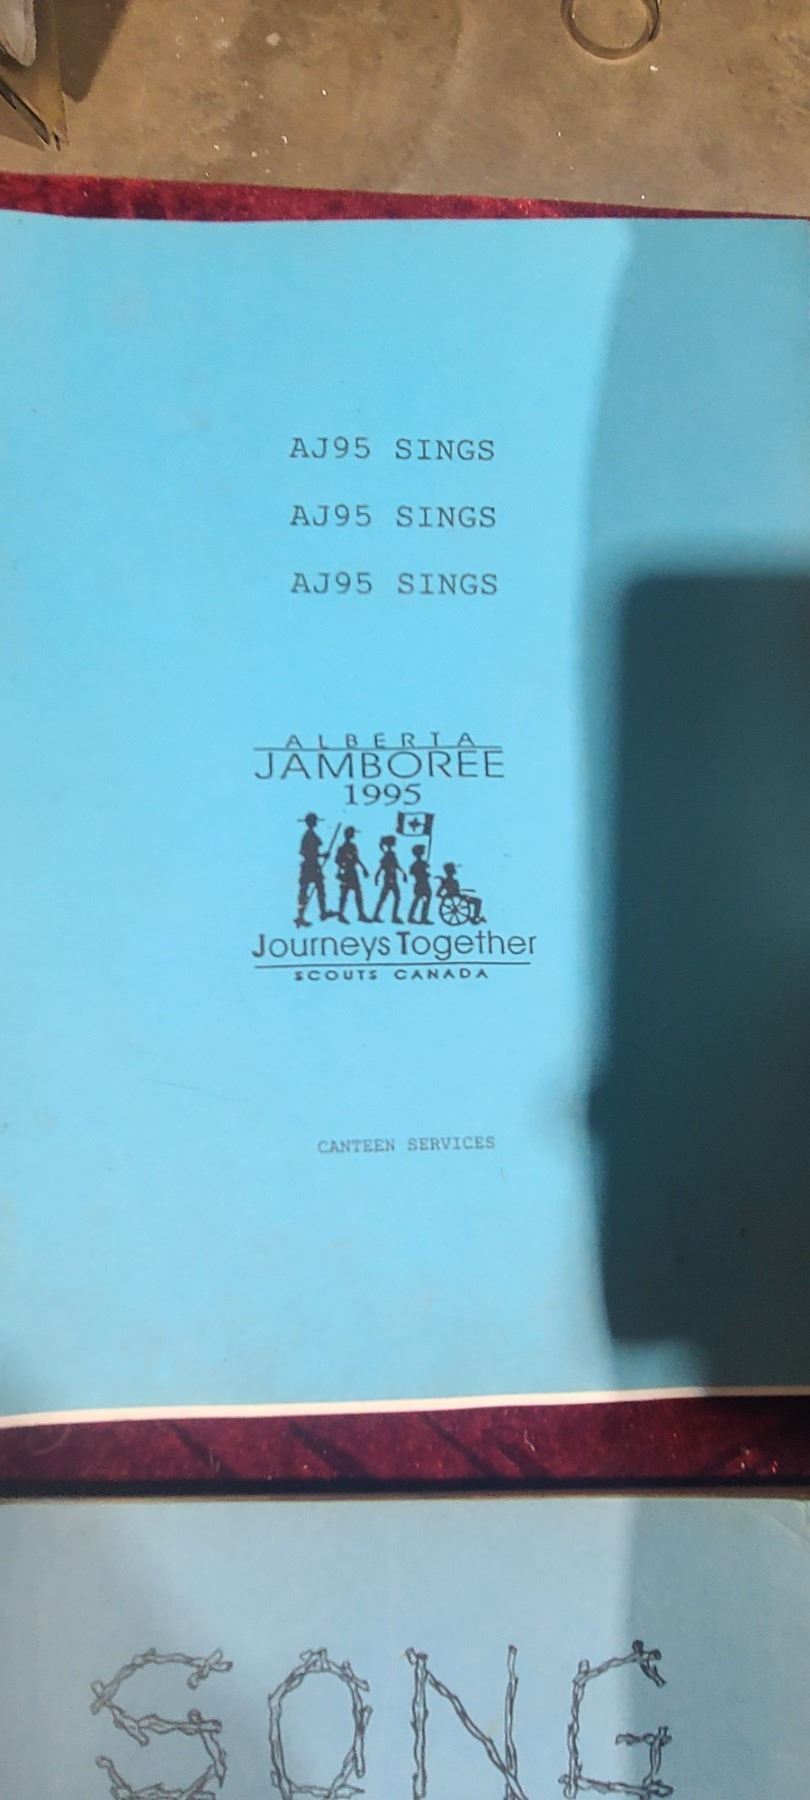 AJ95 SINGS
AJ95 SINGS
AJ95 SINGS
ALBERTA
JAMBOREE
1995
Journeys Together
SCOUTS CANADA
CANTEEN SERVICES
SONG